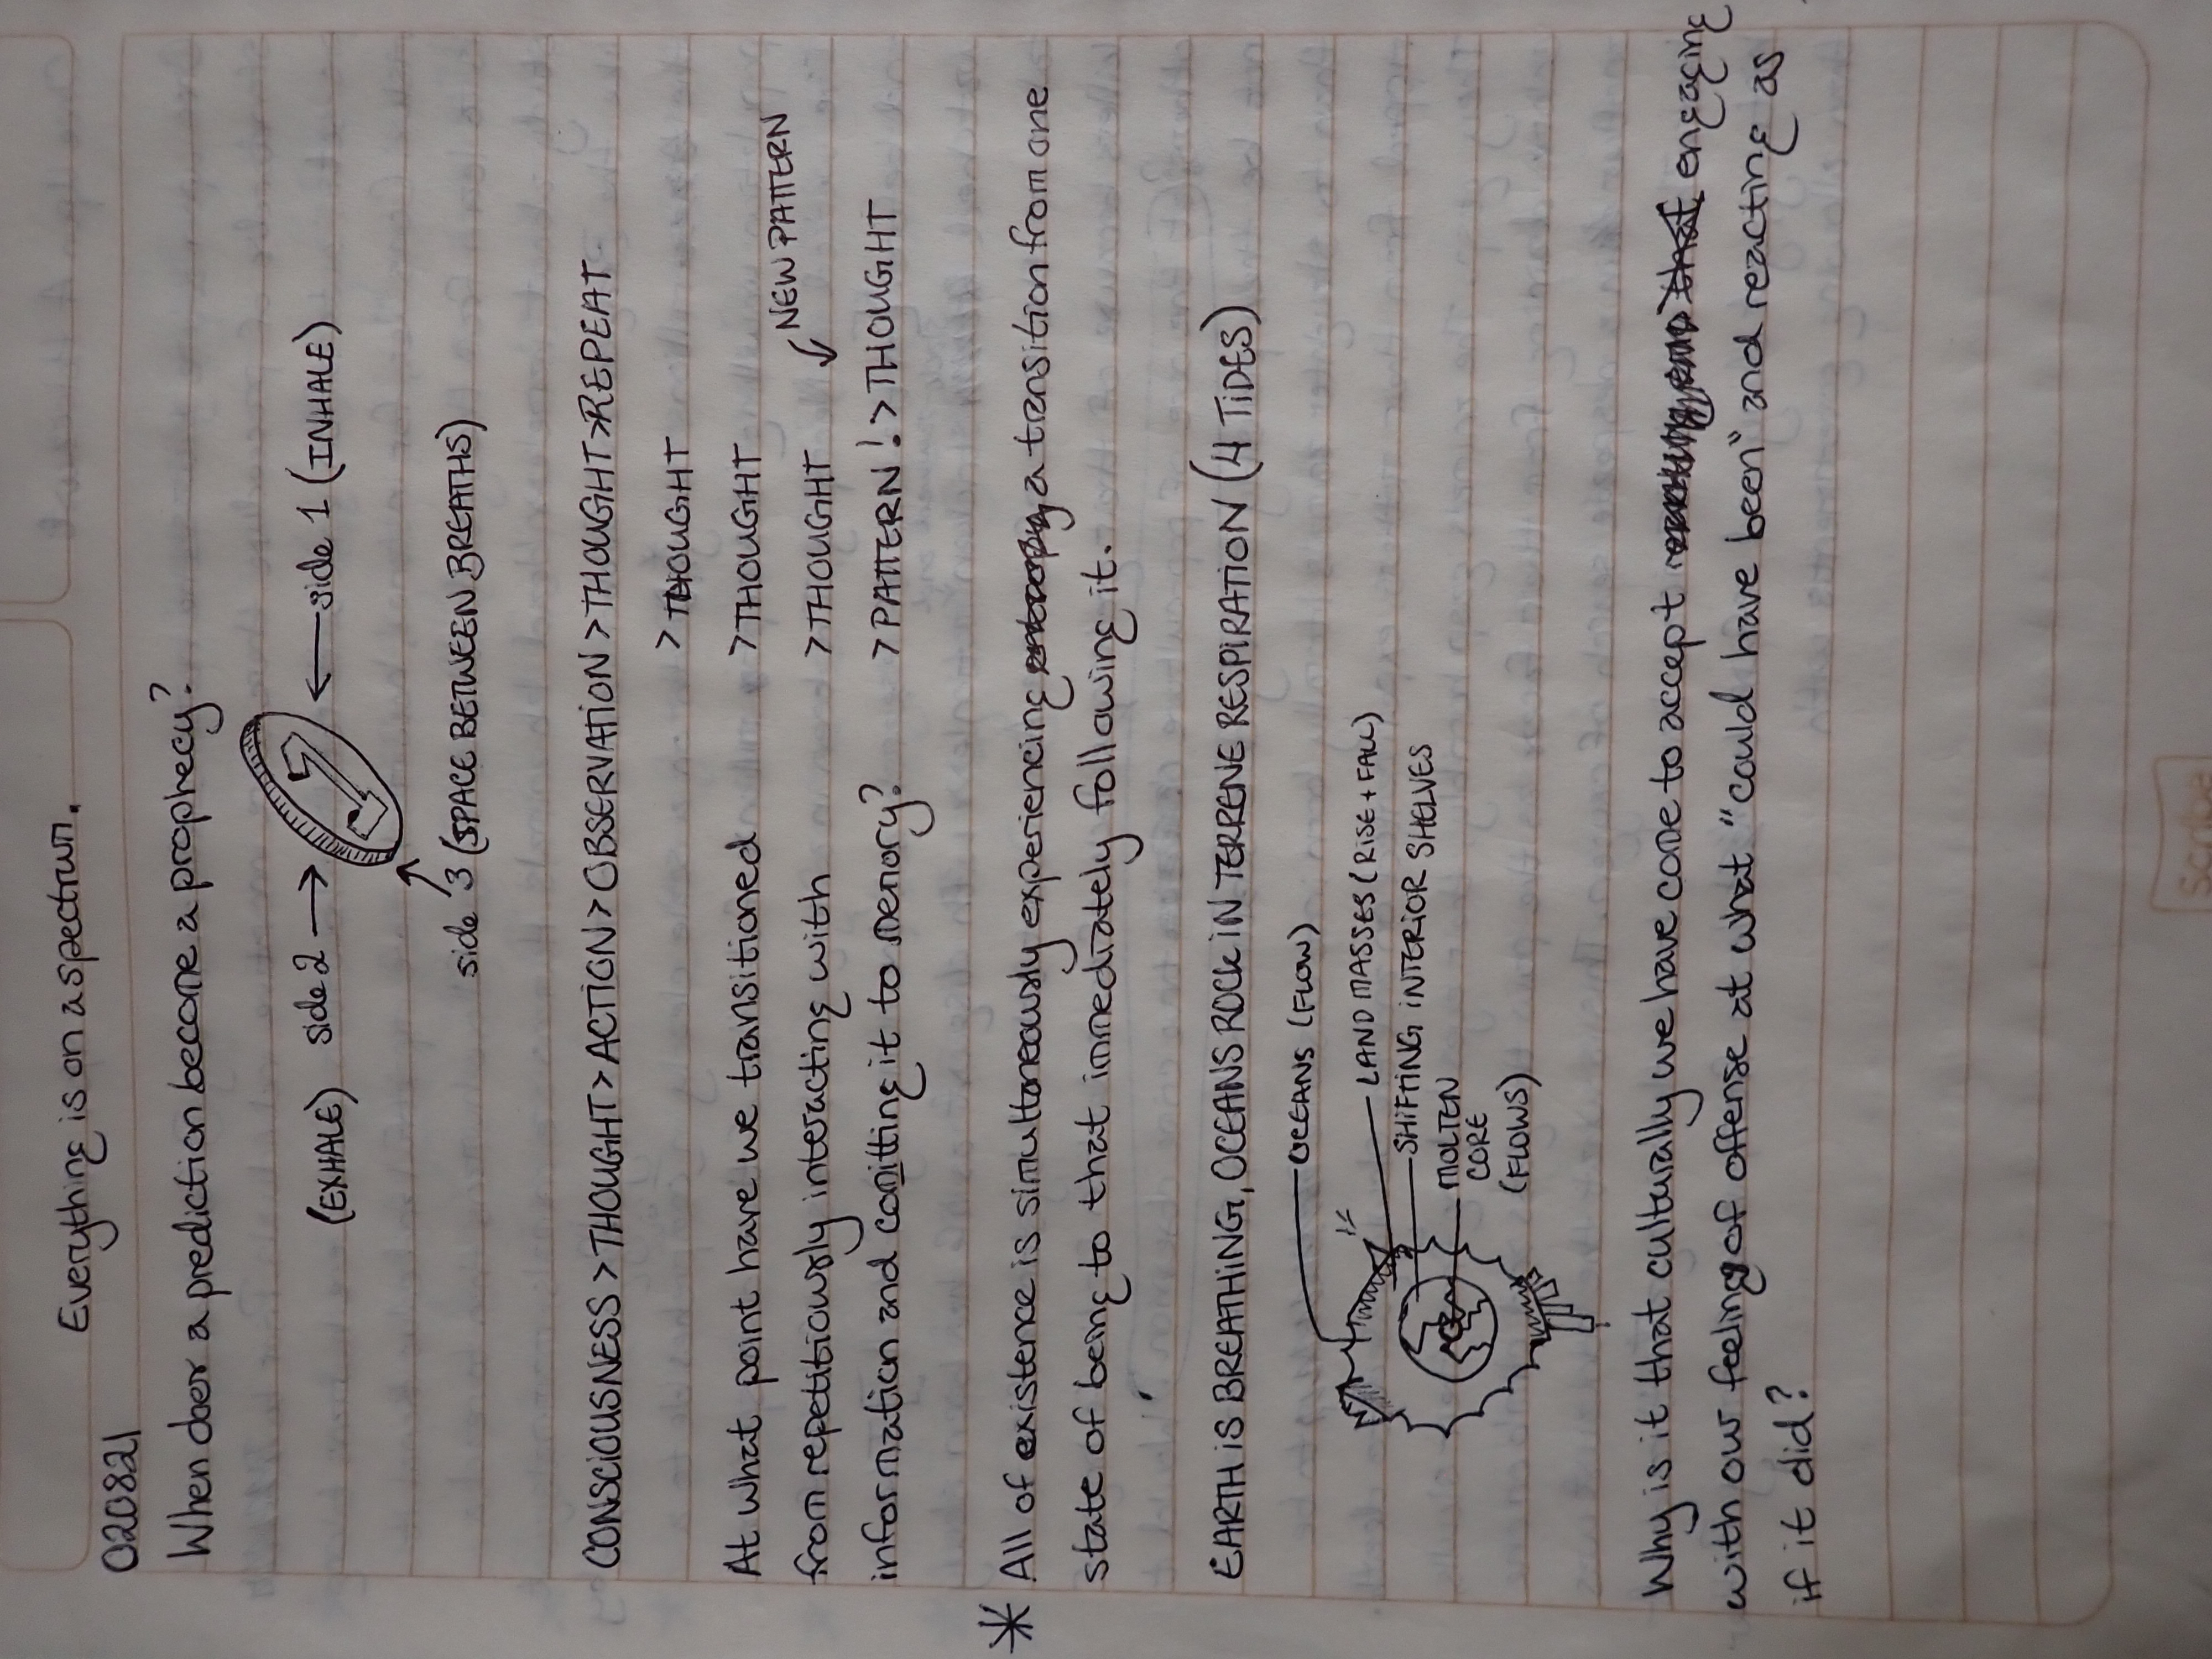 Everything is on a spectrum.
020821
When does a prediction become a prophecy?
(EXHALE) side 2 → ← side 1 (INHALE)
1
side 3 (SPACE BETWEEN BREATHS)
CONSCIOUSNESS > THOUGHT > ACTION > OBSERVATION > THOUGHT > REPEAT
> THOUGHT
At what point have we transitioned > THOUGHT
NEW PATTERN
from repetitiously interacting with > THOUGHT
information and comitting it to memory? > PATTERN! > THOUGHT
* All of existence is simultaneously experiencing entropy a transition from one
state of being to that immediately following it.
EARTH IS BREATHING, OCEANS ROCK IN TERRENE RESPIRATION (4 TIDES)
OCEANS (FLOW)
LAND MASSES (RISE + FALL)
SHIFTING INTERIOR SHELVES
MOLTEN
CORE
(FLOWS)
Why is it that culturally we have come to accept that engaging
with our feeling of offense at what "could have been" and reacting as
if it did?
Scribe